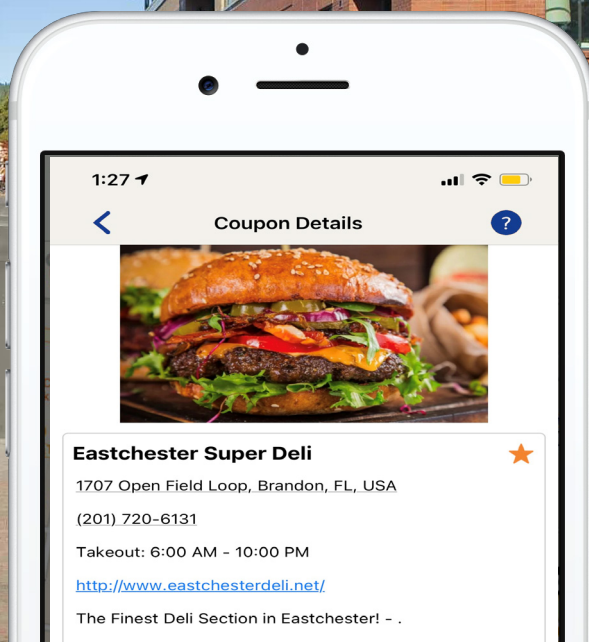 1:27
Coupon Details
?
Eastchester Super Deli
1707 Open Field Loop, Brandon, FL, USA
(201) 720-6131
Takeout: 6:00 AM - 10:00 PM
http://www.eastchesterdeli.net/
The Finest Deli Section in Eastchester! - .